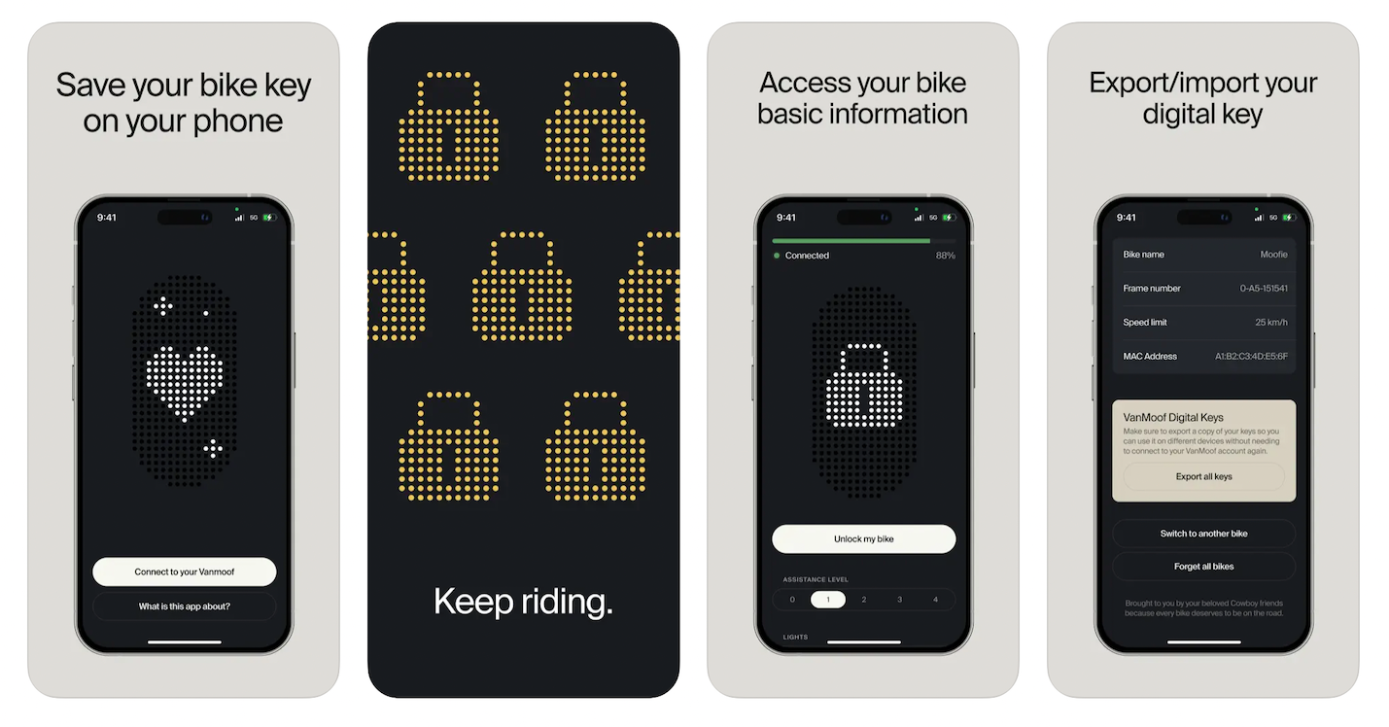 Save your bike key
on your phone
9:41
5G
Connect to your Vanmoof
What is this app about?
Keep riding.
Access your bike
basic information
9:41
5G
Connected 88%
Unlock my bike
ASSISTANCE LEVEL
0 1 2 3 4
LIGHTS
Export/import your
digital key
9:41
5G
Bike name Moofie
Frame number 0-A5-151541
Speed limit 25 km/h
MAC Address A1:B2:C3:4D:E5:6F
VanMoof Digital Keys
Make sure to export a copy of your keys so you
can use it on different devices without needing
to connect to your VanMoof account again.
Export all keys
Switch to another bike
Forget all bikes
Brought to you by your beloved Cowboy friends
because every bike deserves to be on the road.